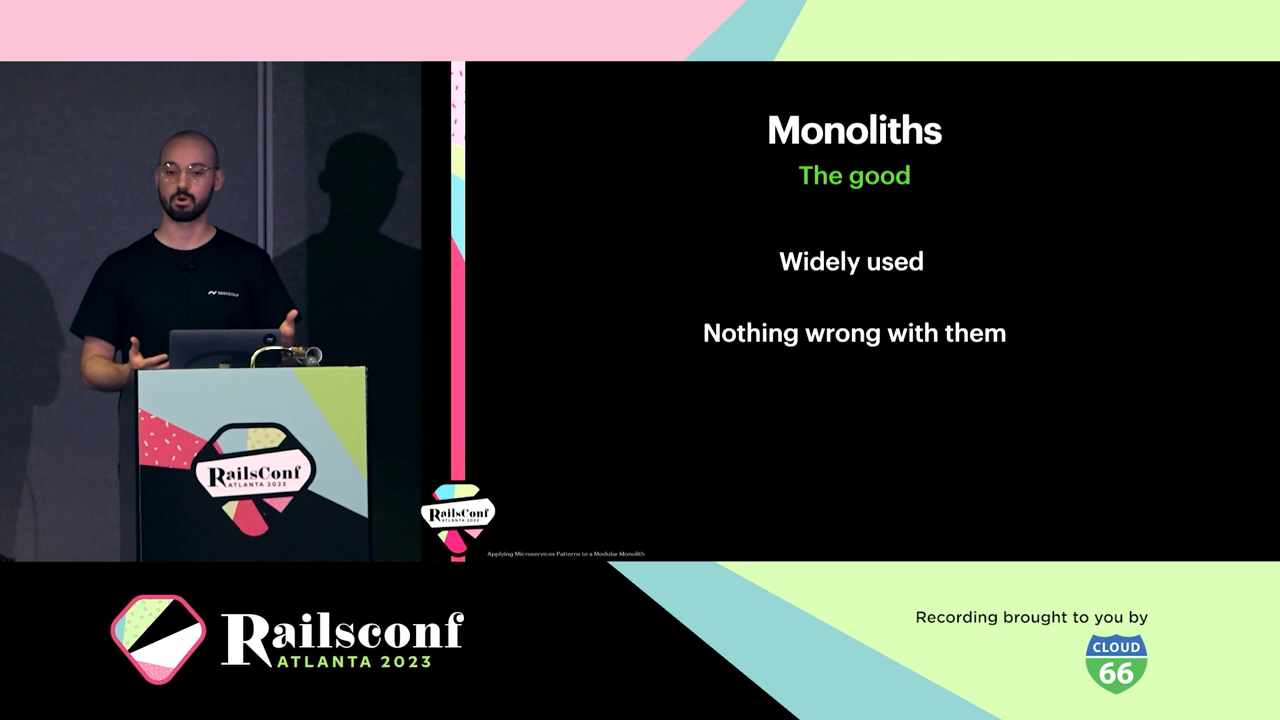 Monoliths
The good
Widely used
Nothing wrong with them
ROOTSTRAP
RailsConf
ATLANTA 2023
RailsConf
ATLANTA 2023
Applying Microservices Patterns to a Modular Monolith
Railsconf
ATLANTA 2023
Recording brought to you by
CLOUD
66